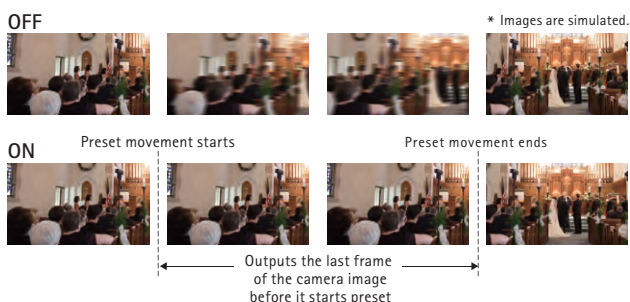 OFF
* Images are simulated.
Preset movement starts
Preset movement ends
ON
Outputs the last frame
of the camera image
before it starts preset